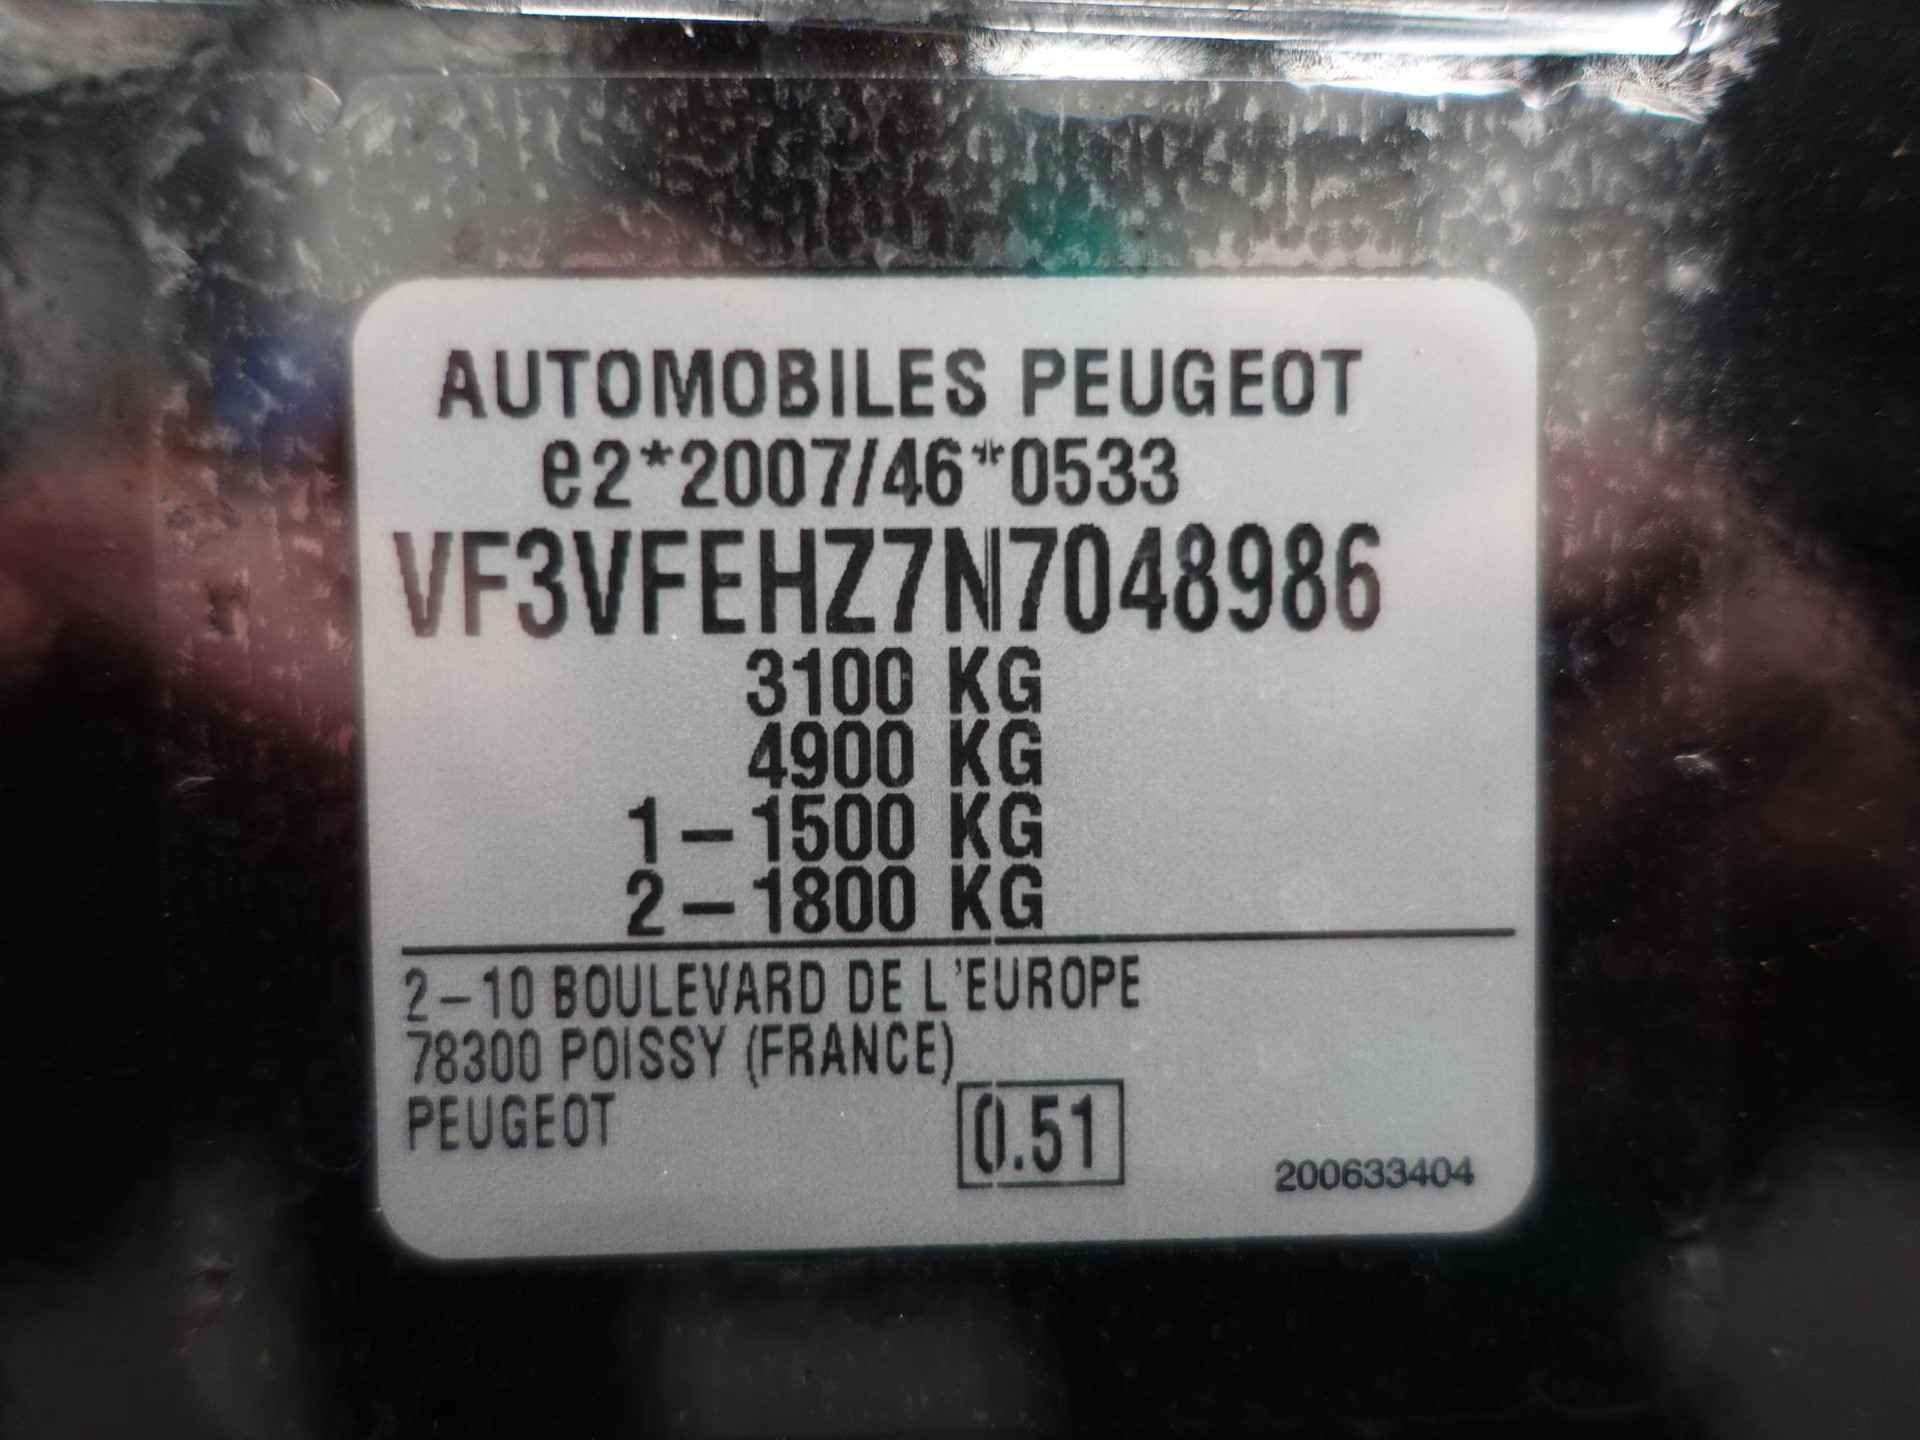 AUTOMOBILES PEUGEOT
e2*2007/46*0533
VF3VFEHZ7N7048986
3100 KG
4900 KG
1-1500 KG
2-1800 KG
2-10 BOULEVARD DE L'EUROPE
78300 POISSY (FRANCE)
PEUGEOT
0.51
200633404